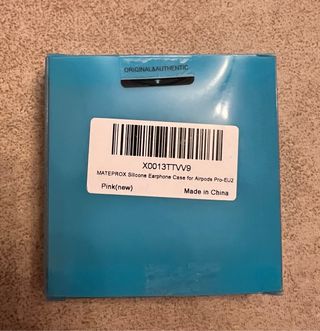 ORIGINAL&AUTHENTIC
X0013TTVV9
MATEPROX Silicone Earphone Case for Airpods Pro-EU2
Pink(new)
Made in China